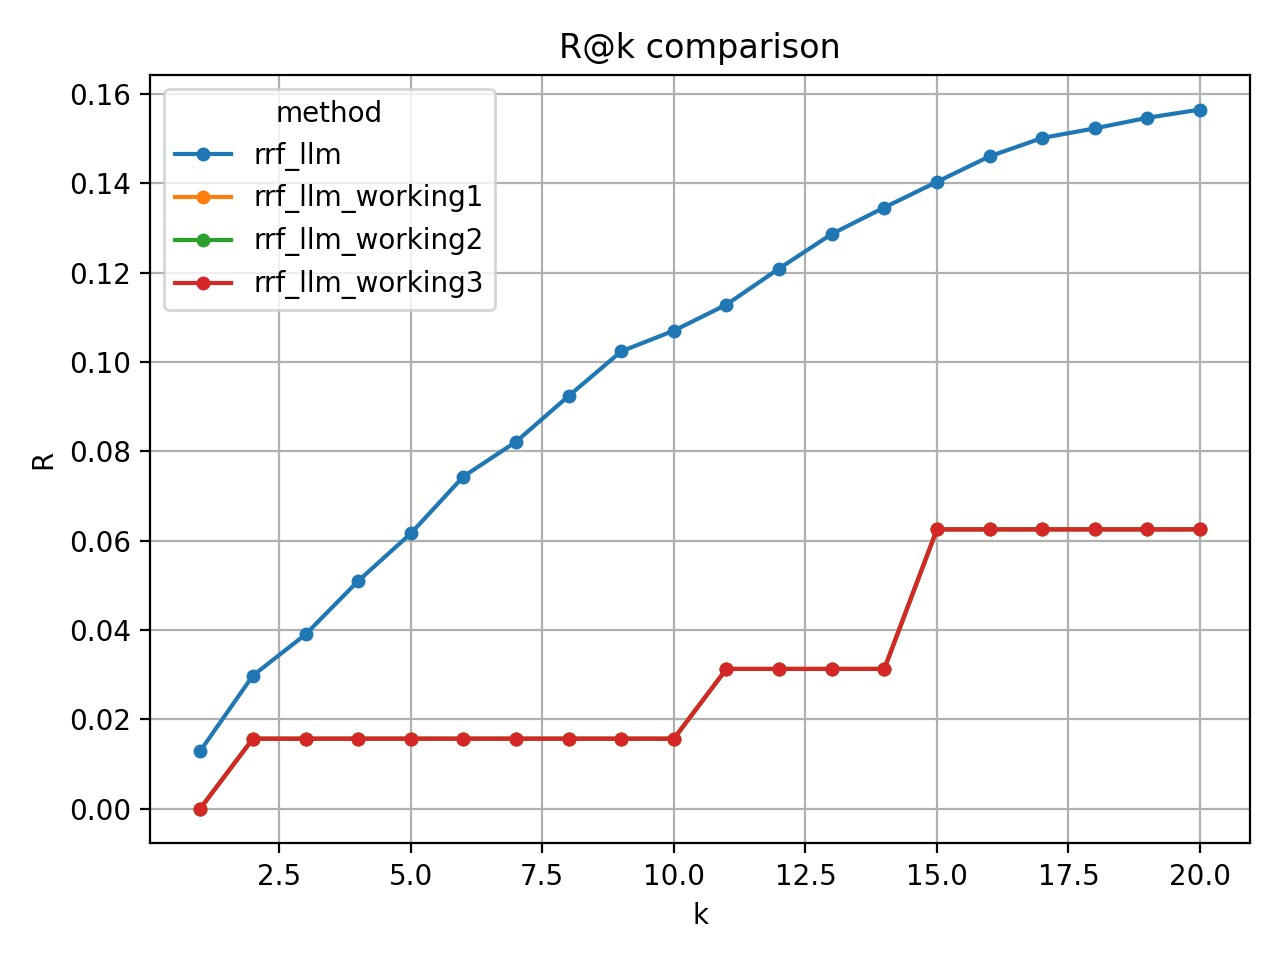 R@k comparison
method
rrf_llm
rrf_llm_working1
rrf_llm_working2
rrf_llm_working3
0.16
0.14
0.12
0.10
0.08
0.06
0.04
0.02
0.00
R
2.5 5.0 7.5 10.0 12.5 15.0 17.5 20.0
k